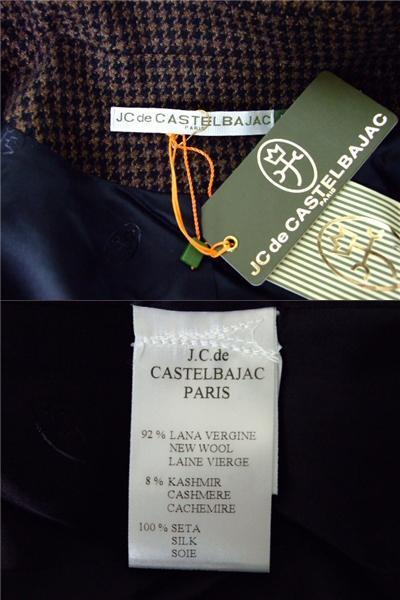 JC de CASTELBAJAC
PARIS
JC de CASTELBAJAC
PARIS
J.C.de
CASTELBAJAC
PARIS
92 % LANA VERGINE
NEW WOOL
LAINE VIERGE
8 % KASHMIR
CASHMERE
CACHEMIRE
100 % SETA
SILK
SOIE